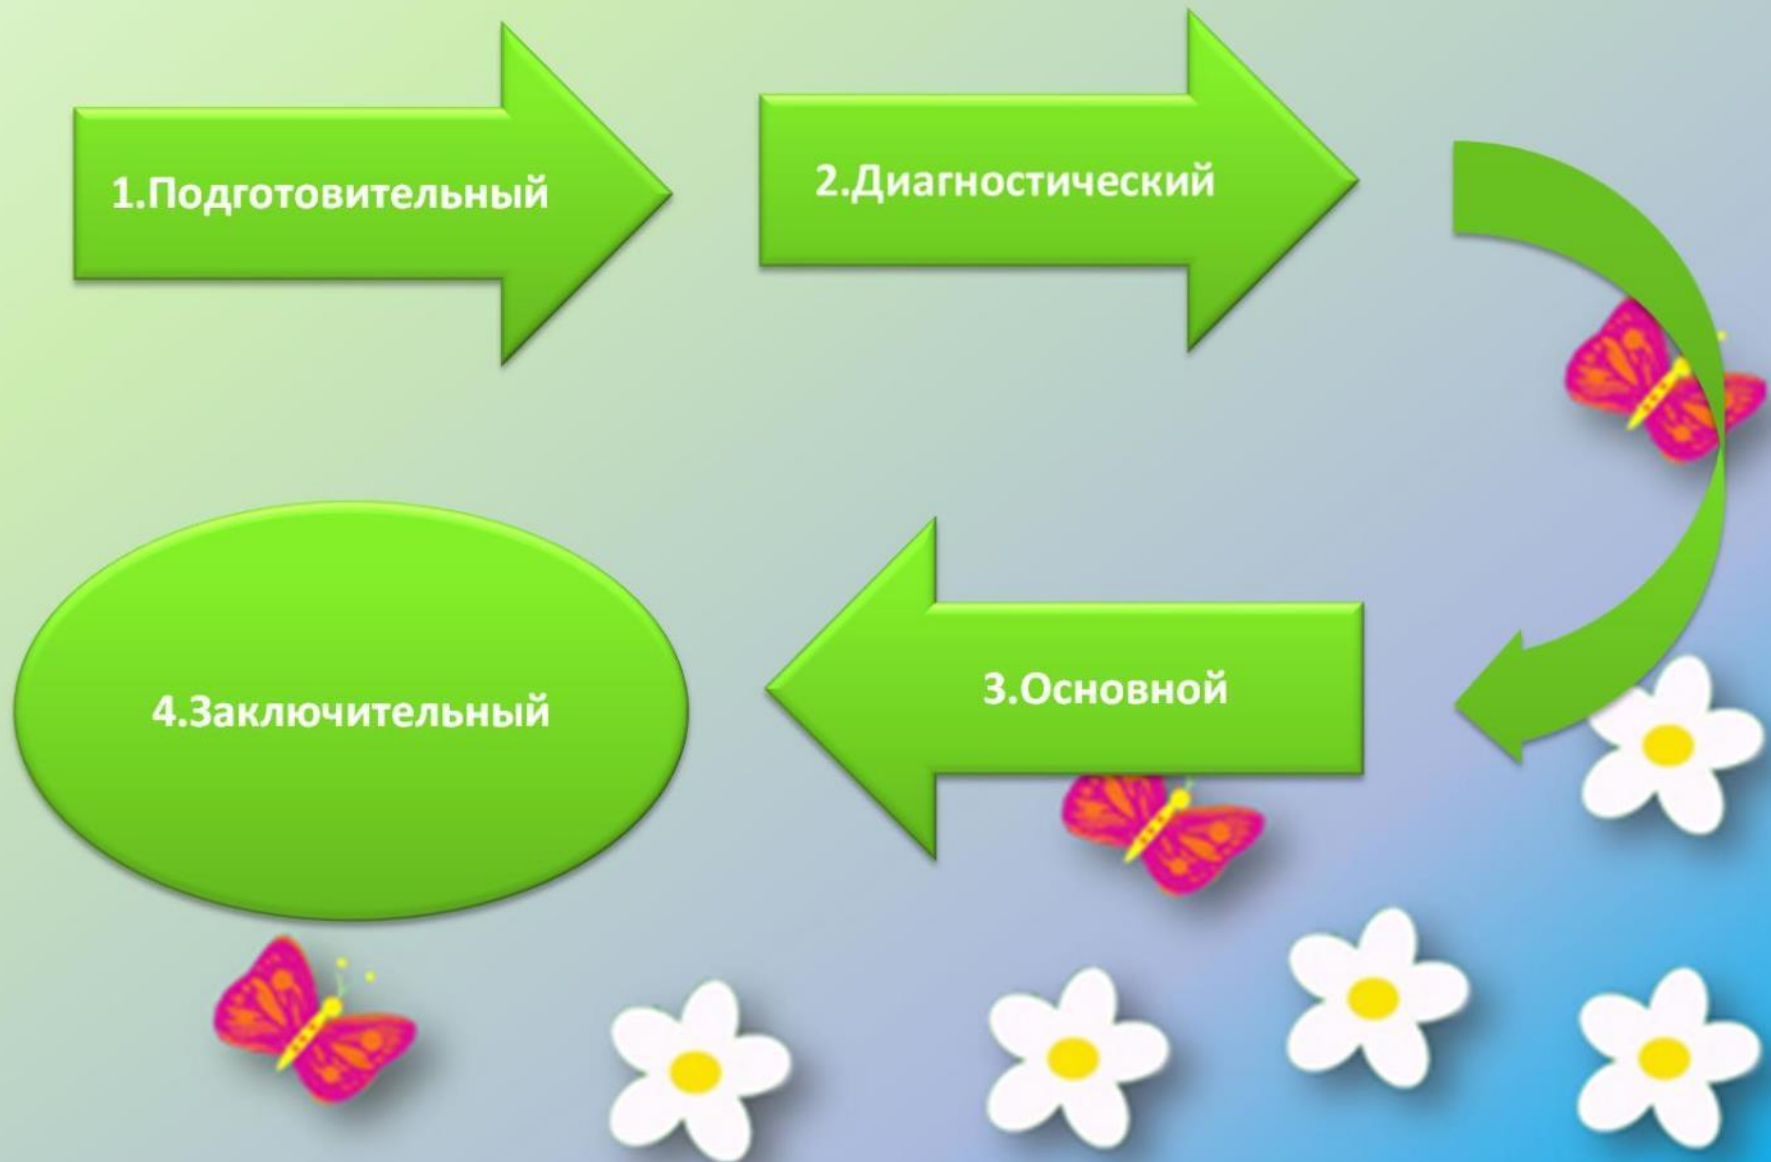 1.Подготовительный
2.Диагностический
3.Основной
4.Заключительный